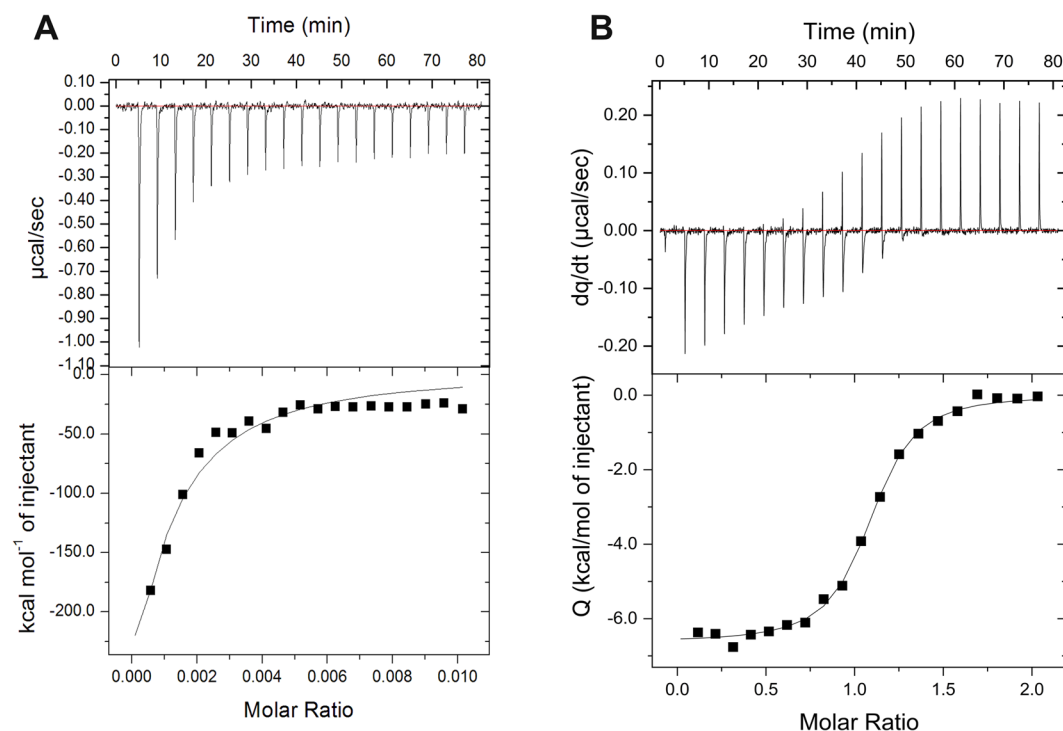 A
Time (min)
0 10 20 30 40 50 60 70 80
0.10
0.00
-0.10
-0.20
-0.30
-0.40
-0.50
-0.60
-0.70
-0.80
-0.90
-1.00
-1.10
µcal/sec
0.0
-50.0
-100.0
-150.0
-200.0
kcal mol-1 of injectant
0.000 0.002 0.004 0.006 0.008 0.010
Molar Ratio
B
Time (min)
0 10 20 30 40 50 60 70 80
0.20
0.10
0.00
-0.10
-0.20
dq/dt (µcal/sec)
0.0
-2.0
-4.0
-6.0
Q (kcal/mol of injectant)
0.0 0.5 1.0 1.5 2.0
Molar Ratio